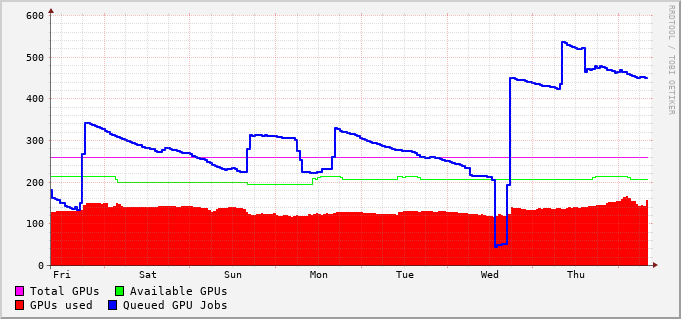 600
500
400
300
200
100
0
Fri Sat Sun Mon Tue Wed Thu
Total GPUs Available GPUs
GPUs used Queued GPU Jobs
RRDTOOL / TOBI OETIKER